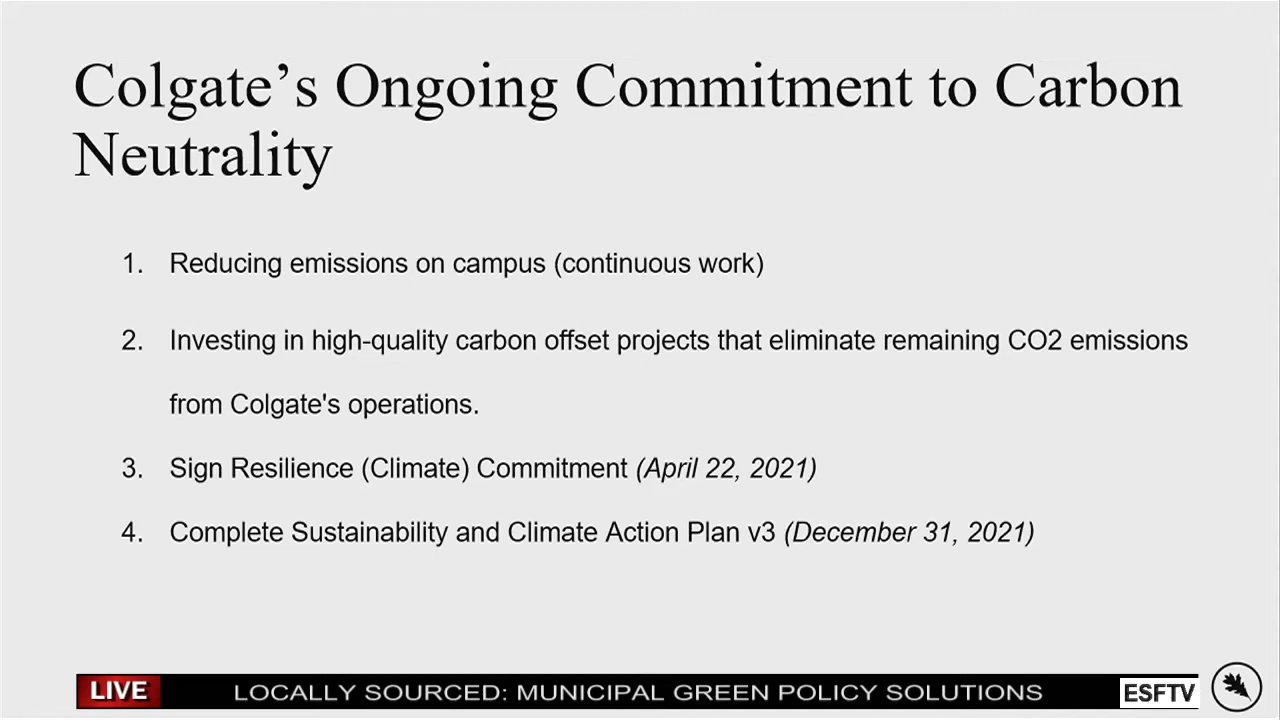 Colgate’s Ongoing Commitment to Carbon
Neutrality
1. Reducing emissions on campus (continuous work)
2. Investing in high-quality carbon offset projects that eliminate remaining CO2 emissions
from Colgate's operations.
3. Sign Resilience (Climate) Commitment (April 22, 2021)
4. Complete Sustainability and Climate Action Plan v3 (December 31, 2021)
LIVE LOCALLY SOURCED: MUNICIPAL GREEN POLICY SOLUTIONS ESFTV